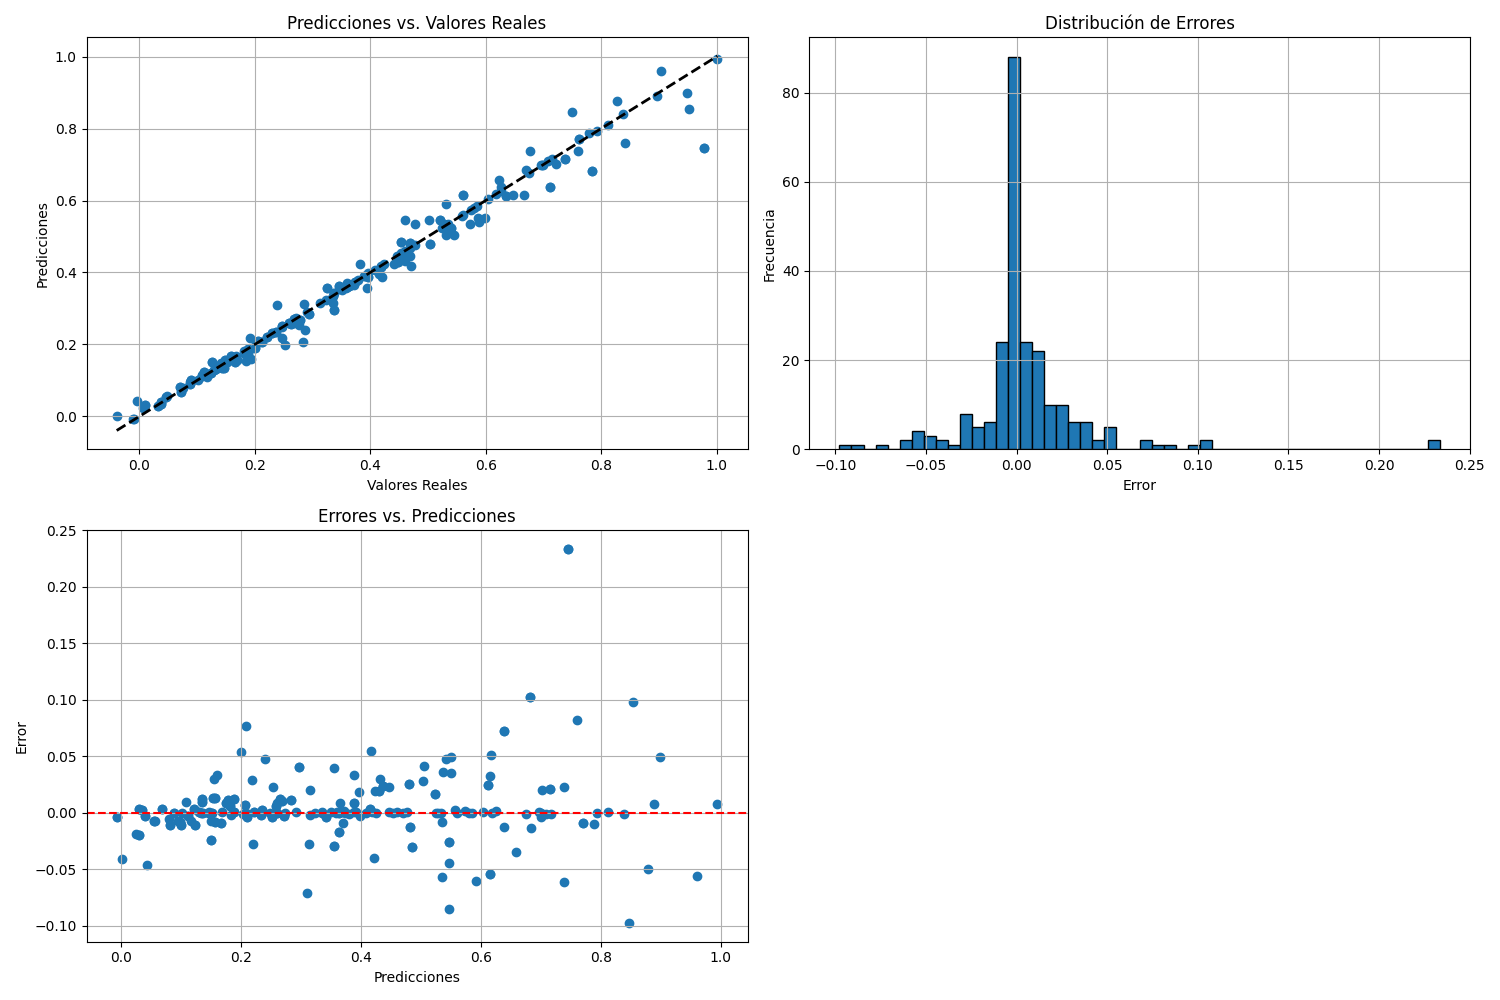 Predicciones vs. Valores Reales
Predicciones
1.0
0.8
0.6
0.4
0.2
0.0
0.0 0.2 0.4 0.6 0.8 1.0
Valores Reales
Distribución de Errores
Frecuencia
80
60
40
20
0
−0.10 −0.05 0.00 0.05 0.10 0.15 0.20 0.25
Error
Errores vs. Predicciones
Error
0.25
0.20
0.15
0.10
0.05
0.00
−0.05
−0.10
0.0 0.2 0.4 0.6 0.8 1.0
Predicciones